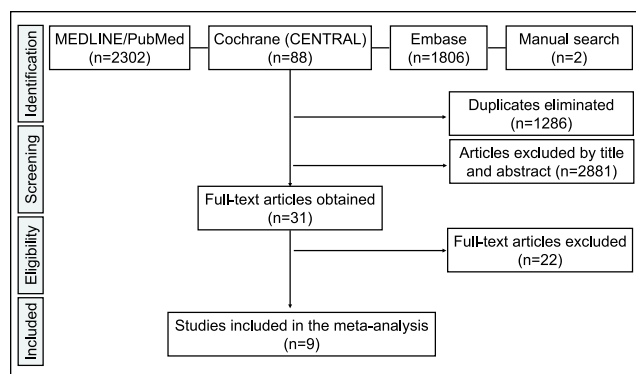 Identification
MEDLINE/PubMed
(n=2302)
Cochrane (CENTRAL)
(n=88)
Embase
(n=1806)
Manual search
(n=2)
Duplicates eliminated
(n=1286)
Screening
Articles excluded by title
and abstract (n=2881)
Full-text articles obtained
(n=31)
Eligibility
Full-text articles excluded
(n=22)
Included
Studies included in the meta-analysis
(n=9)